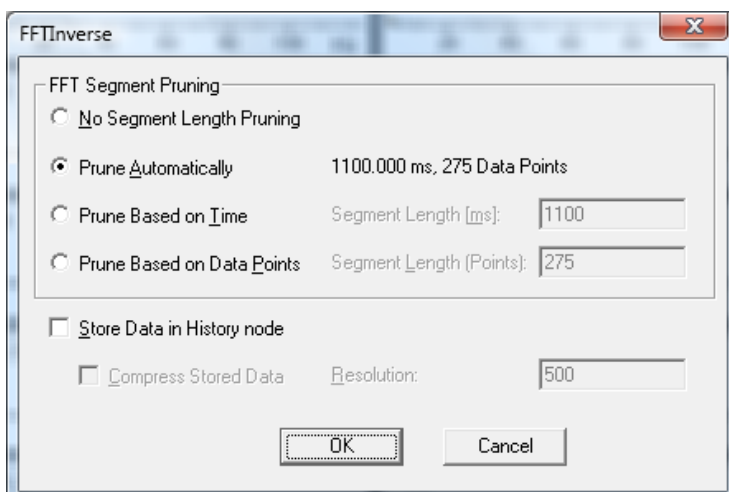 FFTInverse
FFT Segment Pruning
No Segment Length Pruning
Prune Automatically 1100.000 ms, 275 Data Points
Prune Based on Time Segment Length [ms]: 1100
Prune Based on Data Points Segment Length (Points): 275
Store Data in History node
Compress Stored Data Resolution: 500
OK Cancel